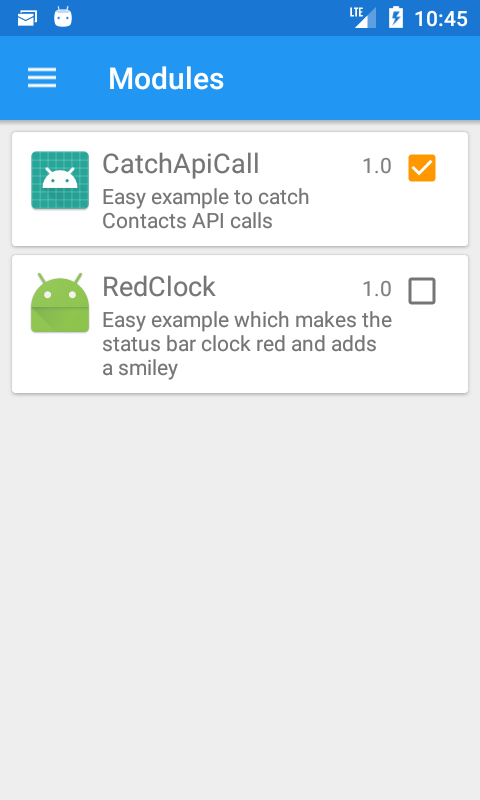 LTE 10:45
Modules
CatchApiCall 1.0
Easy example to catch
Contacts API calls
RedClock 1.0
Easy example which makes the
status bar clock red and adds
a smiley